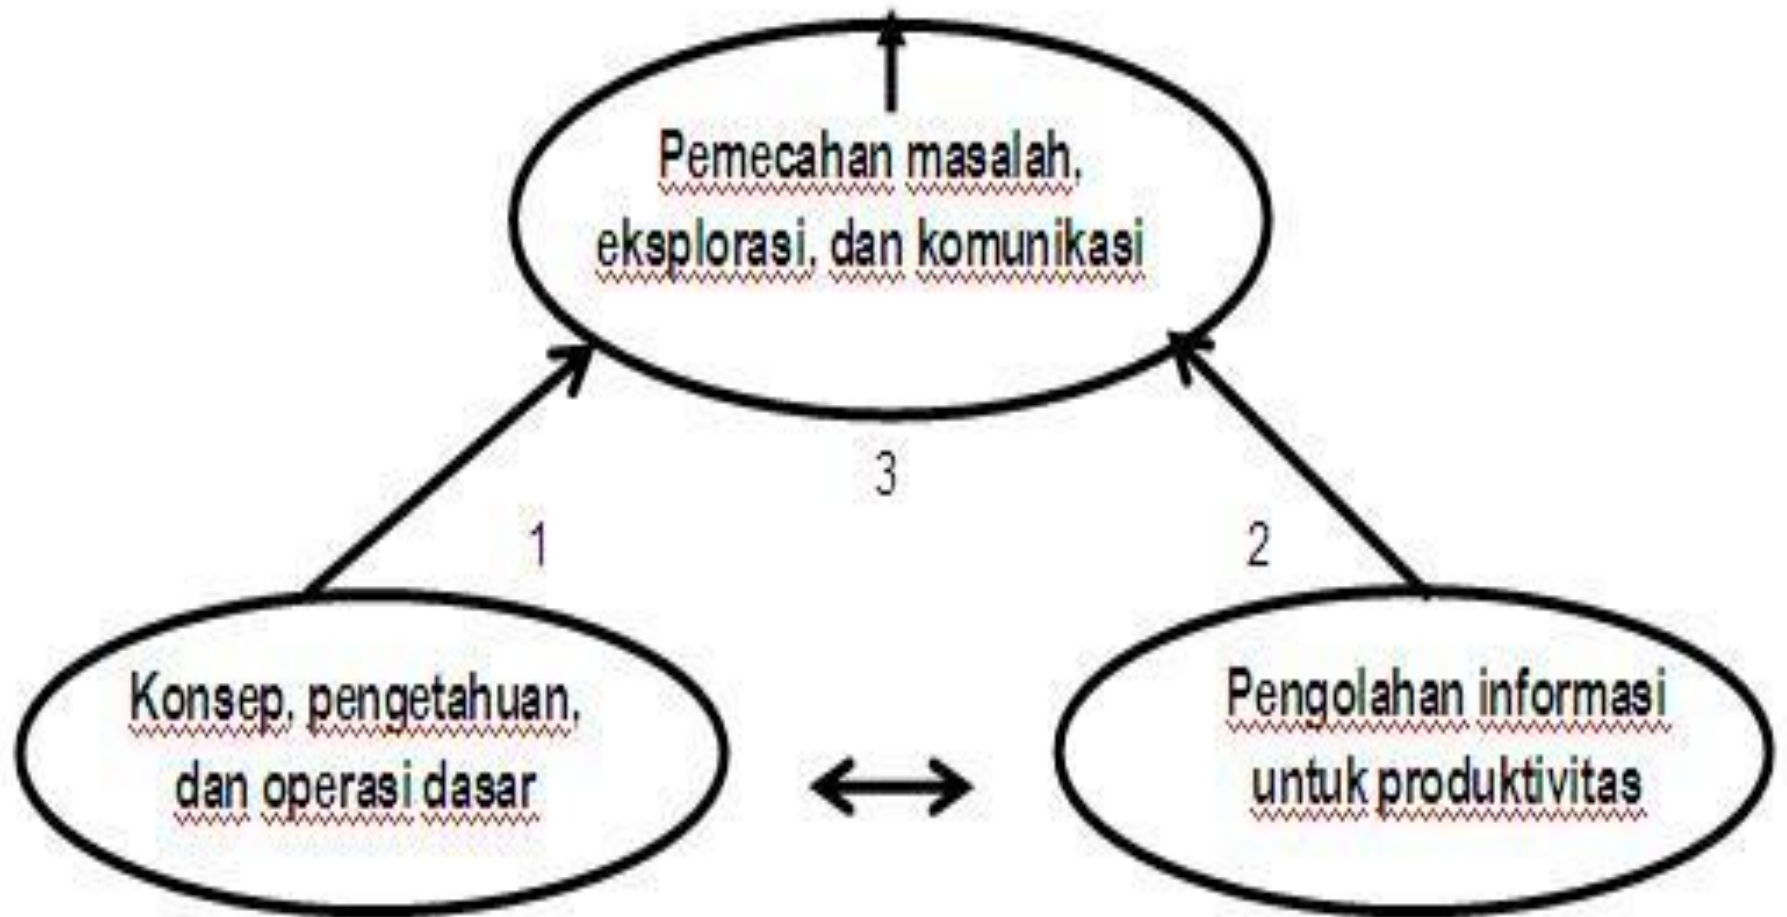 Pemecahan masalah,
eksplorasi, dan komunikasi
3
1
2
Konsep, pengetahuan,
dan operasi dasar
Pengolahan informasi
untuk produktivitas